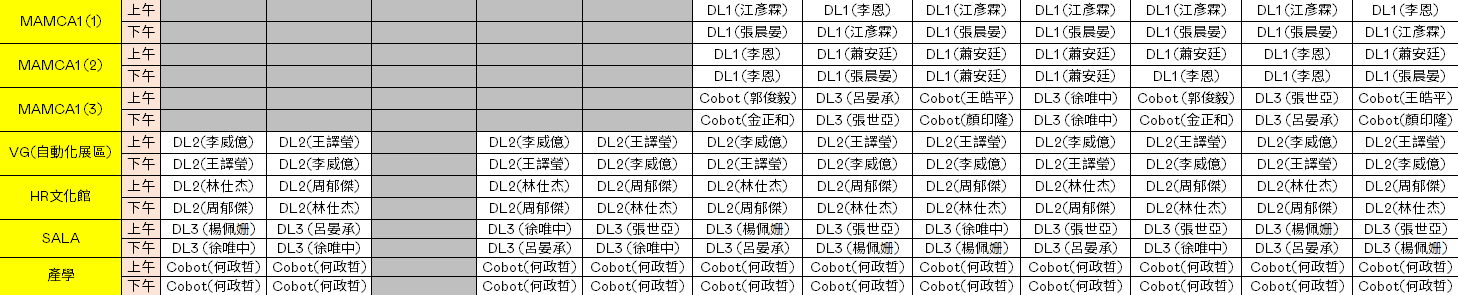 MAMCA1(1) 上午 DL1(江彥霖) DL1(李恩) DL1(江彥霖) DL1(江彥霖) DL1(江彥霖) DL1(江彥霖) DL1(李恩)
下午 DL1(張晨晏) DL1(江彥霖) DL1(張晨晏) DL1(張晨晏) DL1(張晨晏) DL1(張晨晏) DL1(江彥霖)
MAMCA1(2) 上午 DL1(李恩) DL1(蕭安廷) DL1(蕭安廷) DL1(蕭安廷) DL1(蕭安廷) DL1(李恩) DL1(蕭安廷)
下午 DL1(李恩) DL1(張晨晏) DL1(蕭安廷) DL1(蕭安廷) DL1(李恩) DL1(李恩) DL1(張晨晏)
MAMCA1(3) 上午 Cobot(郭俊毅) DL3(呂晏承) Cobot(王皓平) DL3(徐唯中) Cobot(郭俊毅) DL3(張世亞) Cobot(王皓平)
下午 Cobot(金正和) DL3(張世亞) Cobot(顏印隆) DL3(徐唯中) Cobot(金正和) DL3(呂晏承) Cobot(顏印隆)
VG(自動化展區) 上午 DL2(李威億) DL2(王譯瑩) DL2(李威億) DL2(王譯瑩) DL2(李威億) DL2(王譯瑩) DL2(李威億) DL2(王譯瑩) DL2(李威億) DL2(王譯瑩) DL2(李威億)
下午 DL2(王譯瑩) DL2(李威億) DL2(王譯瑩) DL2(李威億) DL2(王譯瑩) DL2(李威億) DL2(王譯瑩) DL2(李威億) DL2(王譯瑩) DL2(李威億) DL2(王譯瑩)
HR文化館 上午 DL2(林仕杰) DL2(周郁傑) DL2(林仕杰) DL2(周郁傑) DL2(林仕杰) DL2(周郁傑) DL2(林仕杰) DL2(周郁傑) DL2(林仕杰) DL2(周郁傑) DL2(林仕杰)
下午 DL2(周郁傑) DL2(林仕杰) DL2(周郁傑) DL2(林仕杰) DL2(周郁傑) DL2(林仕杰) DL2(周郁傑) DL2(林仕杰) DL2(周郁傑) DL2(林仕杰) DL2(周郁傑)
SALA 上午 DL3(楊佩姍) DL3(呂晏承) DL3(徐唯中) DL3(張世亞) DL3(楊佩姍) DL3(張世亞) DL3(徐唯中) DL3(張世亞) DL3(張世亞) DL3(楊佩姍) DL3(張世亞)
下午 DL3(徐唯中) DL3(徐唯中) DL3(呂晏承) DL3(徐唯中) DL3(呂晏承) DL3(楊佩姍) DL3(楊佩姍) DL3(呂晏承) DL3(徐唯中) DL3(呂晏承) DL3(楊佩姍)
產學 上午 Cobot(何政哲) Cobot(何政哲) Cobot(何政哲) Cobot(何政哲) Cobot(何政哲) Cobot(何政哲) Cobot(何政哲) Cobot(何政哲) Cobot(何政哲) Cobot(何政哲) Cobot(何政哲)
下午 Cobot(何政哲) Cobot(何政哲) Cobot(何政哲) Cobot(何政哲) Cobot(何政哲) Cobot(何政哲) Cobot(何政哲) Cobot(何政哲) Cobot(何政哲) Cobot(何政哲) Cobot(何政哲)